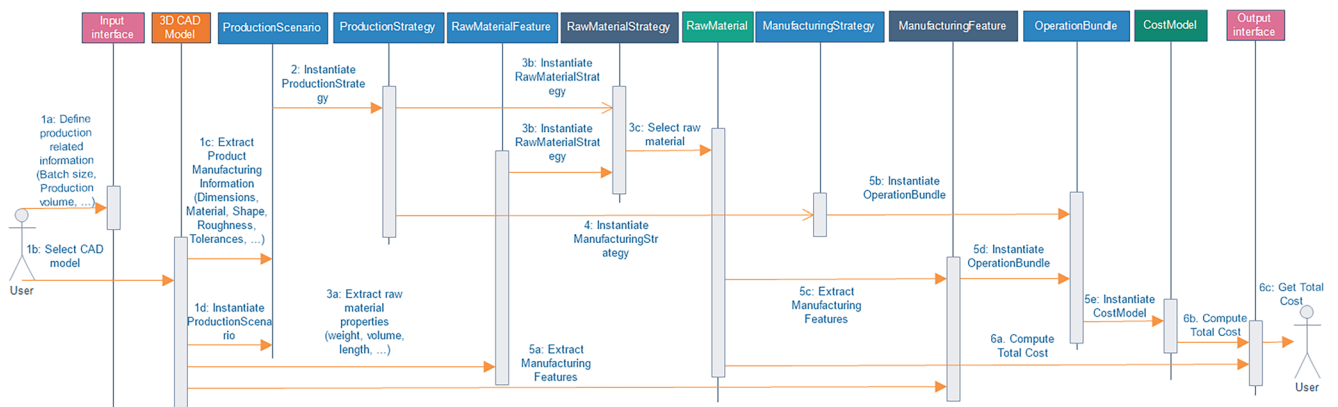 Input
interface
3D CAD
Model
ProductionScenario
ProductionStrategy
RawMaterialFeature
RawMaterialStrategy
RawMaterial
ManufacturingStrategy
ManufacturingFeature
OperationBundle
CostModel
Output
interface
2: Instantiate
ProductionStrate
gy
3b: Instantiate
RawMaterialStrat
egy
1a: Define
production
related
information
(Batch size,
Production
volume, ...)
1c: Extract
Product
Manufacturing
Information
(Dimensions,
Material, Shape,
Roughness,
Tolerances, ...)
3b: Instantiate
RawMaterialStrat
egy
3c: Select raw
material
5b: Instantiate
OperationBundle
4: Instantiate
ManufacturingStr
ategy
1b: Select CAD
model
User
5d: Instantiate
OperationBundle
1d: Instantiate
ProductionScena
rio
3a: Extract raw
material
properties
(weight, volume,
length, ...)
5c: Extract
Manufacturing
Features
5e: Instantiate
CostModel
6c: Get Total
Cost
6b. Compute
Total Cost
6a. Compute
Total Cost
5a: Extract
Manufacturing
Features
User